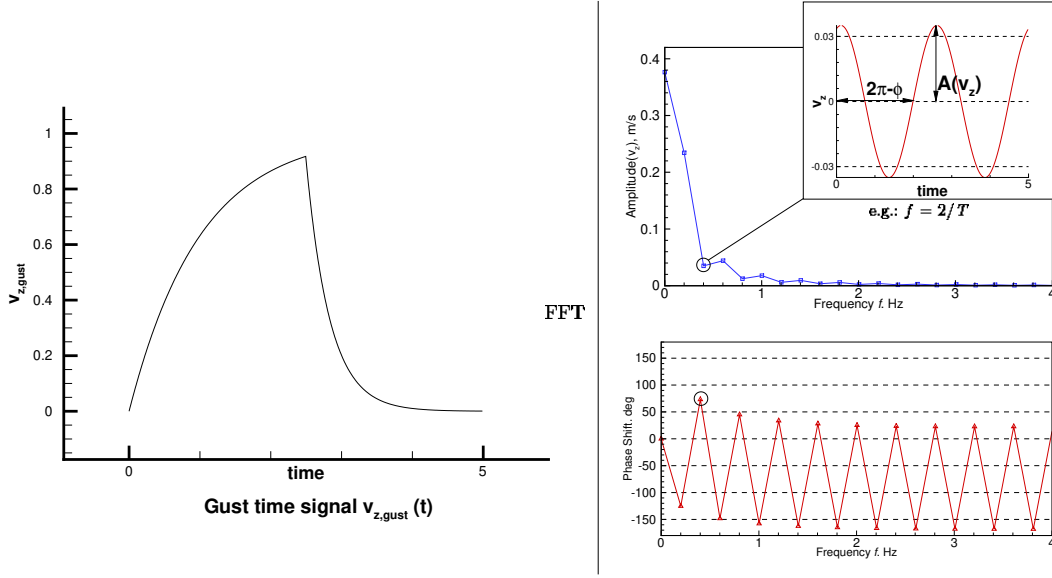 1
0.8
0.6
0.4
0.2
0
v_z,gust
0 5
time
Gust time signal v_z,gust (t)
FFT
0.4
0.3
0.2
0.1
0
Amplitude(v_z), m/s
0 1 2 3 4
Frequency f. Hz
0.03
0
-0.03
v_z
2π-ϕ
A(v_z)
0 5
time
e.g.: f = 2/T
150
100
50
0
-50
-100
-150
Phase Shift. deg
0 1 2 3 4
Frequency f. Hz